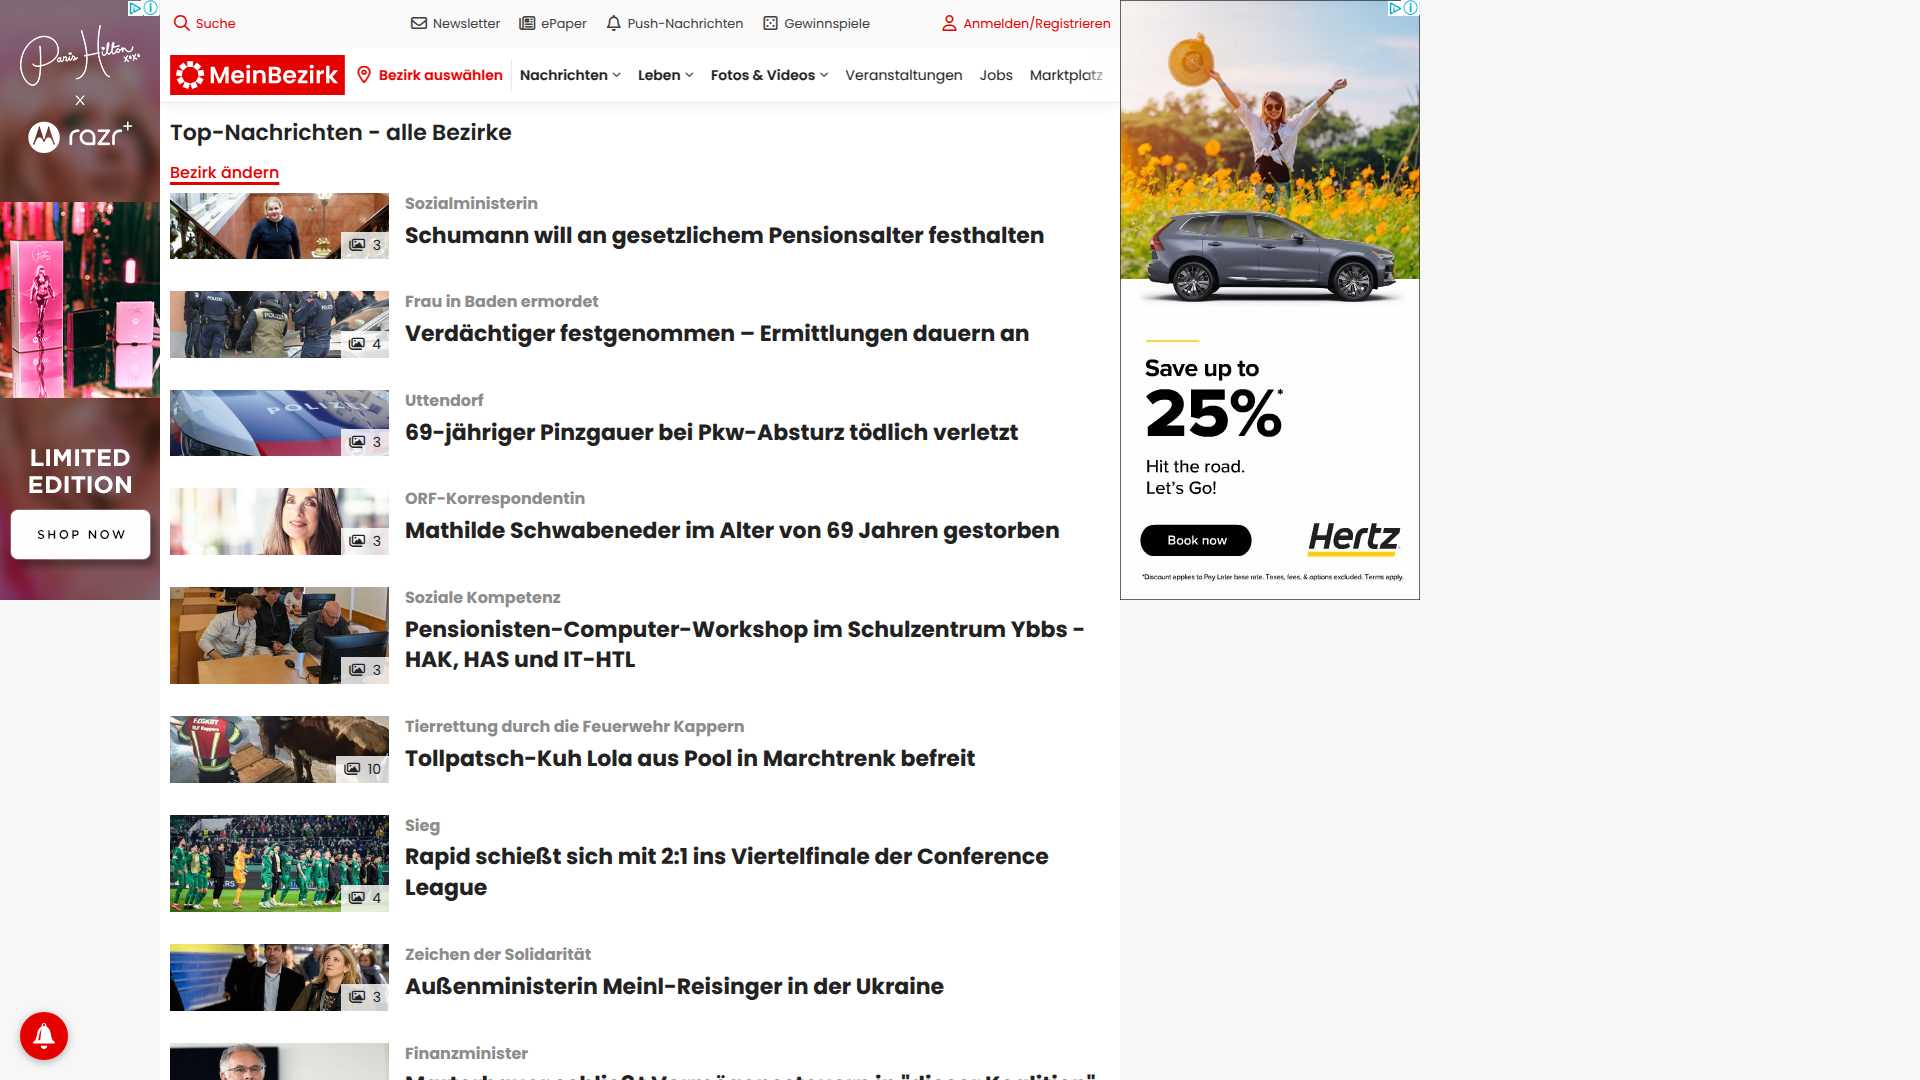 Suche
Newsletter
ePaper
Push-Nachrichten
Gewinnspiele
Anmelden/Registrieren
MeinBezirk
Bezirk auswählen
Nachrichten
Leben
Fotos & Videos
Veranstaltungen
Jobs
Marktplatz
Top-Nachrichten - alle Bezirke
Bezirk ändern
Sozialministerin
Schumann will an gesetzlichem Pensionsalter festhalten
3
Frau in Baden ermordet
Verdächtiger festgenommen – Ermittlungen dauern an
4
Uttendorf
69-jähriger Pinzgauer bei Pkw-Absturz tödlich verletzt
POLIZEI
3
ORF-Korrespondentin
Mathilde Schwabeneder im Alter von 69 Jahren gestorben
3
Soziale Kompetenz
Pensionisten-Computer-Workshop im Schulzentrum Ybbs -
HAK, HAS und IT-HTL
3
Tierrettung durch die Feuerwehr Kappern
Tollpatsch-Kuh Lola aus Pool in Marchtrenk befreit
10
Sieg
Rapid schießt sich mit 2:1 ins Viertelfinale der Conference
League
4
Zeichen der Solidarität
Außenministerin Meinl-Reisinger in der Ukraine
3
Finanzminister
Paris Hilton
xoxo
X
razr+
LIMITED
EDITION
SHOP NOW
Save up to
25%*
Hit the road.
Let's Go!
Book now
Hertz
*Discount applies to Pay Later base rate. Taxes, fees, & options excluded. Terms apply.